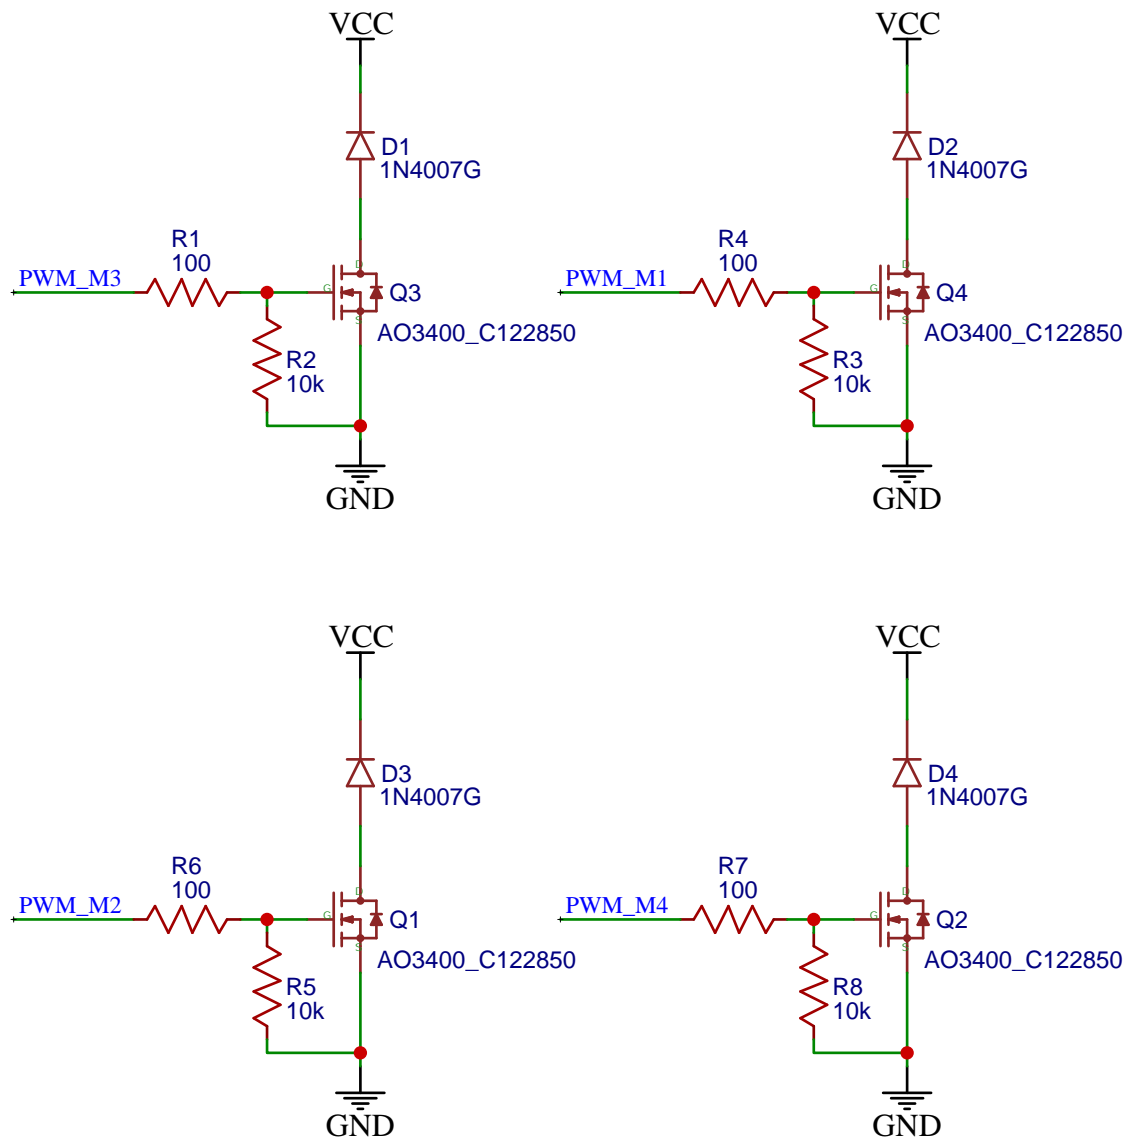 VCC
D1
1N4007G
R1
100
PWM_M3
D
G
S
Q3
AO3400_C122850
R2
10k
GND
VCC
D2
1N4007G
R4
100
PWM_M1
D
G
S
Q4
AO3400_C122850
R3
10k
GND
VCC
D3
1N4007G
R6
100
PWM_M2
D
G
S
Q1
AO3400_C122850
R5
10k
GND
VCC
D4
1N4007G
R7
100
PWM_M4
D
G
S
Q2
AO3400_C122850
R8
10k
GND